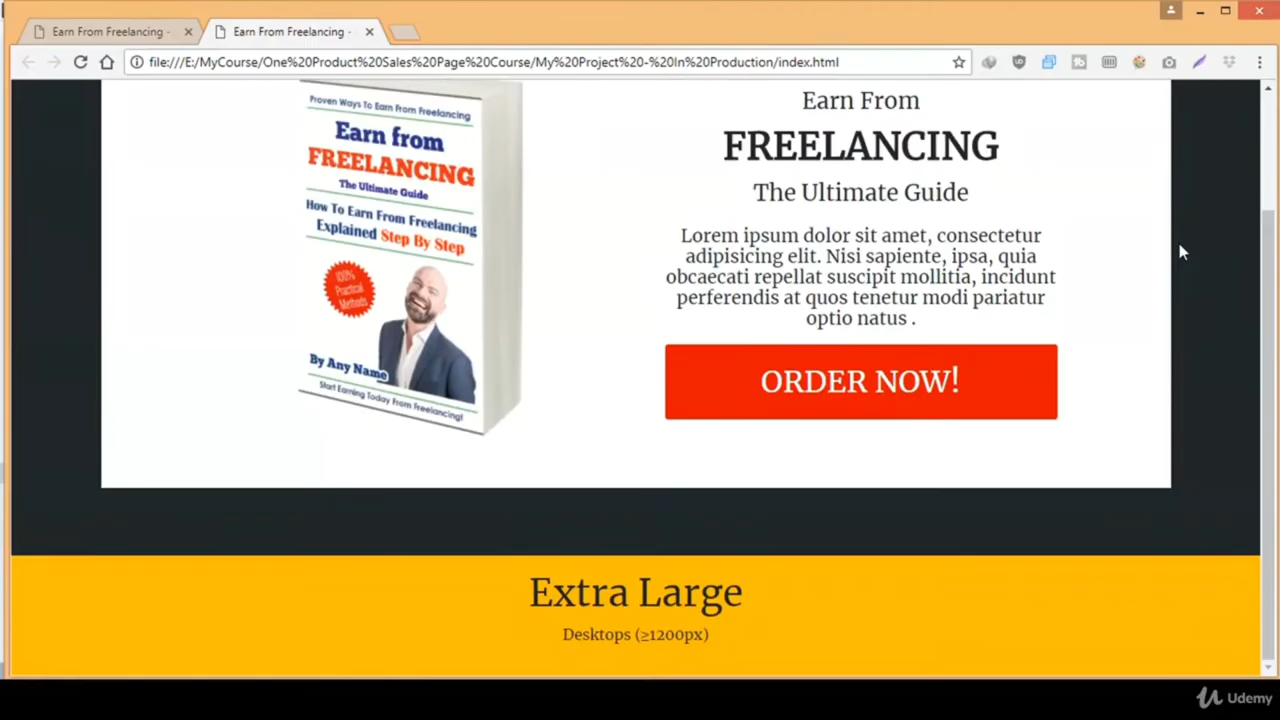 Earn From Freelancing -
Earn From Freelancing -
file:///E:/MyCourse/One%20Product%20Sales%20Page%20Course/My%20Project%20-%20In%20Production/index.html
Proven Ways To Earn From Freelancing
Earn from
FREELANCING
The Ultimate Guide
How To Earn From Freelancing
Explained Step By Step
100%
Practical
Methods
By Any Name
Start Earning Today From Freelancing!
Earn From
FREELANCING
The Ultimate Guide
Lorem ipsum dolor sit amet, consectetur
adipisicing elit. Nisi sapiente, ipsa, quia
obcaecati repellat suscipit mollitia, incidunt
perferendis at quos tenetur modi pariatur
optio natus .
ORDER NOW!
Extra Large
Desktops (≥1200px)
Udemy